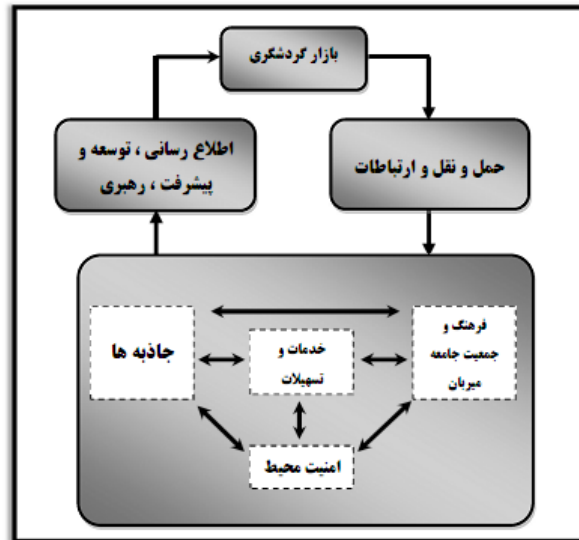 بازار گردشگری
حمل و نقل و ارتباطات
اطلاع رسانی ، توسعه و
پیشرفت ، رهبری
فرهنگ و
جمعیت جامعه
میزبان
خدمات و
تسهیلات
جاذبه ها
امنیت محیط